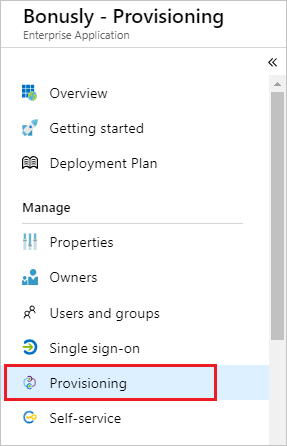 Bonusly - Provisioning
Enterprise Application
Overview
Getting started
Deployment Plan
Manage
Properties
Owners
Users and groups
Single sign-on
Provisioning
Self-service